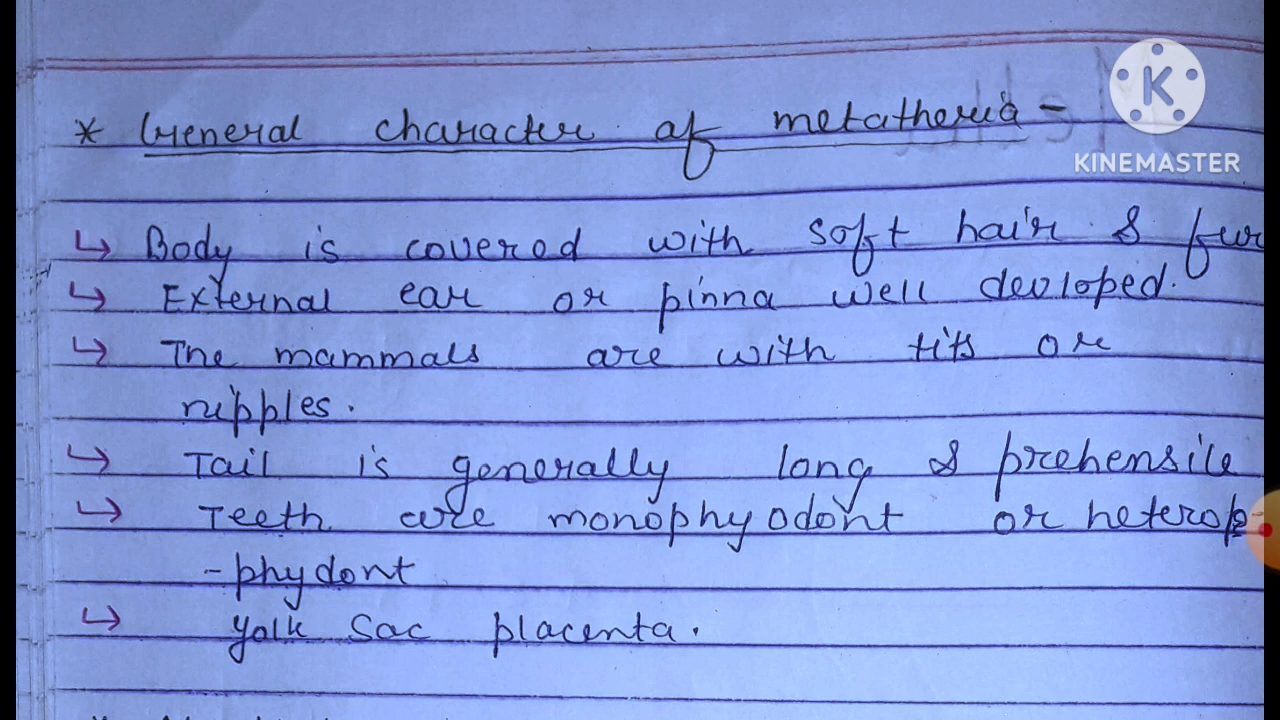 * General character of metatheria -
↳ Body is covered with soft hair & fur
↳ External ear or pinna well devloped.
↳ The mammals are with tits or
nipples.
↳ Tail is generally long & prehensile
↳ Teeth are monophyodont or heterop
- phydont
↳ Yolk Sac placenta.
K
KINEMASTER